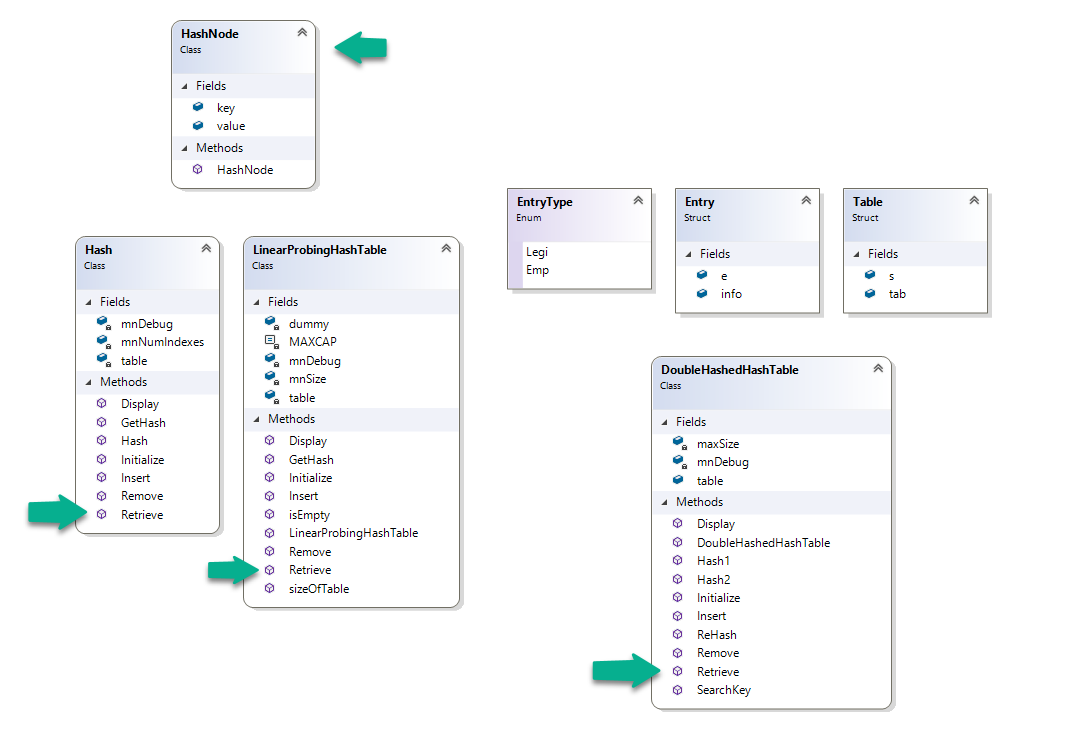 HashNode
Class
Fields
key
value
Methods
HashNode
EntryType
Enum
Legi
Emp
Entry
Struct
Fields
e
info
Table
Struct
Fields
s
tab
Hash
Class
Fields
mnDebug
mnNumIndexes
table
Methods
Display
GetHash
Hash
Initialize
Insert
Remove
Retrieve
LinearProbingHashTable
Class
Fields
dummy
MAXCAP
mnDebug
mnSize
table
Methods
Display
GetHash
Initialize
Insert
isEmpty
LinearProbingHashTable
Remove
Retrieve
sizeOfTable
DoubleHashedHashTable
Class
Fields
maxSize
mnDebug
table
Methods
Display
DoubleHashedHashTable
Hash1
Hash2
Initialize
Insert
ReHash
Remove
Retrieve
SearchKey